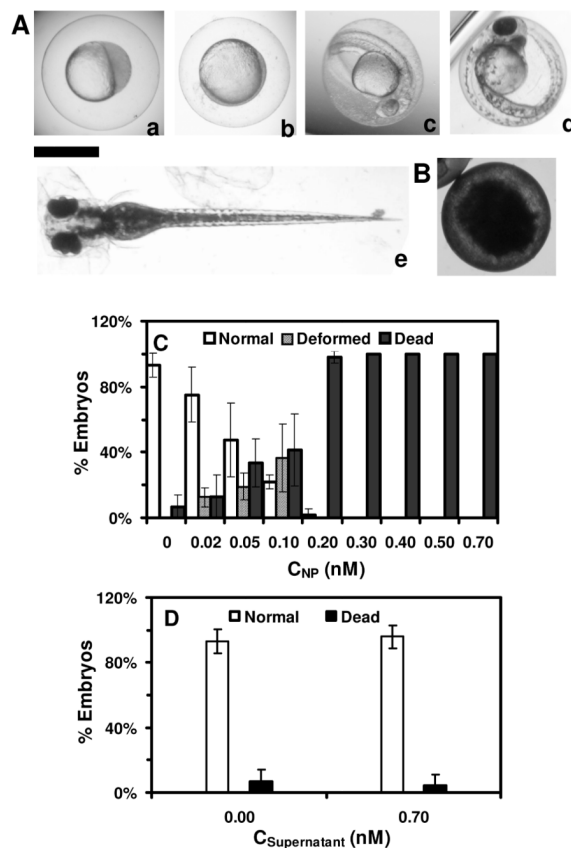 A
a
b
c
d
e
B
120%
80%
40%
0%
% Embryos
C
Normal Deformed Dead
0 0.02 0.05 0.10 0.20 0.30 0.40 0.50 0.70
CNP (nM)
120%
80%
40%
0%
% Embryos
D
Normal Dead
0.00 0.70
CSupernatant (nM)